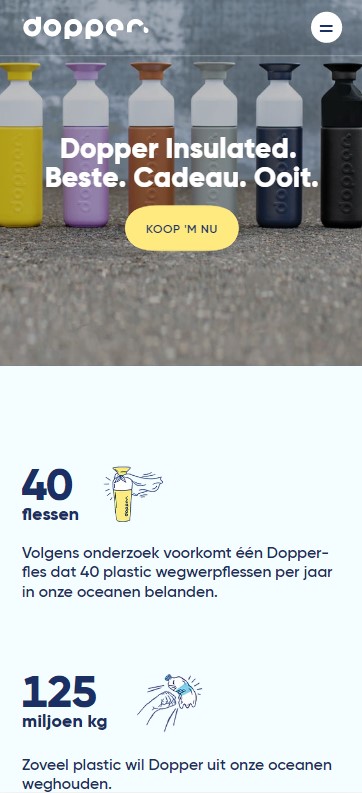 dopper.
Dopper Insulated.
Beste. Cadeau. Ooit.
KOOP 'M NU
40
flessen
Volgens onderzoek voorkomt één Dopper-
fles dat 40 plastic wegwerpflessen per jaar
in onze oceanen belanden.
125
miljoen kg
Zoveel plastic wil Dopper uit onze oceanen
weghouden.